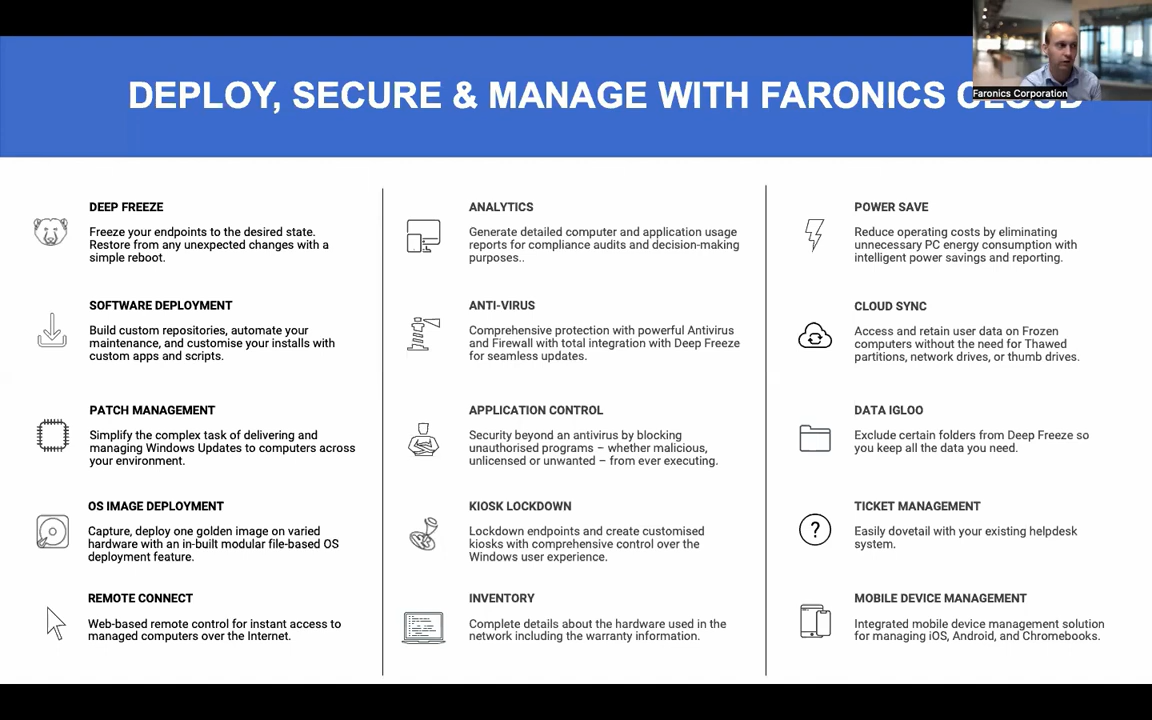 DEPLOY, SECURE & MANAGE WITH FARONICS CLOUD
Faronics Corporation
DEEP FREEZE
Freeze your endpoints to the desired state.
Restore from any unexpected changes with a
simple reboot.
SOFTWARE DEPLOYMENT
Build custom repositories, automate your
maintenance, and customise your installs with
custom apps and scripts.
PATCH MANAGEMENT
Simplify the complex task of delivering and
managing Windows Updates to computers across
your environment.
OS IMAGE DEPLOYMENT
Capture, deploy one golden image on varied
hardware with an in-built modular file-based OS
deployment feature.
REMOTE CONNECT
Web-based remote control for instant access to
managed computers over the Internet.
ANALYTICS
Generate detailed computer and application usage
reports for compliance audits and decision-making
purposes..
ANTI-VIRUS
Comprehensive protection with powerful Antivirus
and Firewall with total integration with Deep Freeze
for seamless updates.
APPLICATION CONTROL
Security beyond an antivirus by blocking
unauthorised programs – whether malicious,
unlicensed or unwanted – from ever executing.
KIOSK LOCKDOWN
Lockdown endpoints and create customised
kiosks with comprehensive control over the
Windows user experience.
INVENTORY
Complete details about the hardware used in the
network including the warranty information.
POWER SAVE
Reduce operating costs by eliminating
unnecessary PC energy consumption with
intelligent power savings and reporting.
CLOUD SYNC
Access and retain user data on Frozen
computers without the need for Thawed
partitions, network drives, or thumb drives.
DATA IGLOO
Exclude certain folders from Deep Freeze so
you keep all the data you need.
TICKET MANAGEMENT
Easily dovetail with your existing helpdesk
system.
MOBILE DEVICE MANAGEMENT
Integrated mobile device management solution
for managing iOS, Android, and Chromebooks.